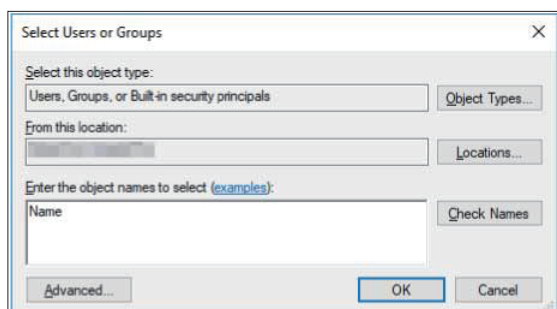 Select Users or Groups
Select this object type:
Users, Groups, or Built-in security principals
Object Types...
From this location:
Locations...
Enter the object names to select (examples):
Name
Check Names
Advanced...
OK
Cancel